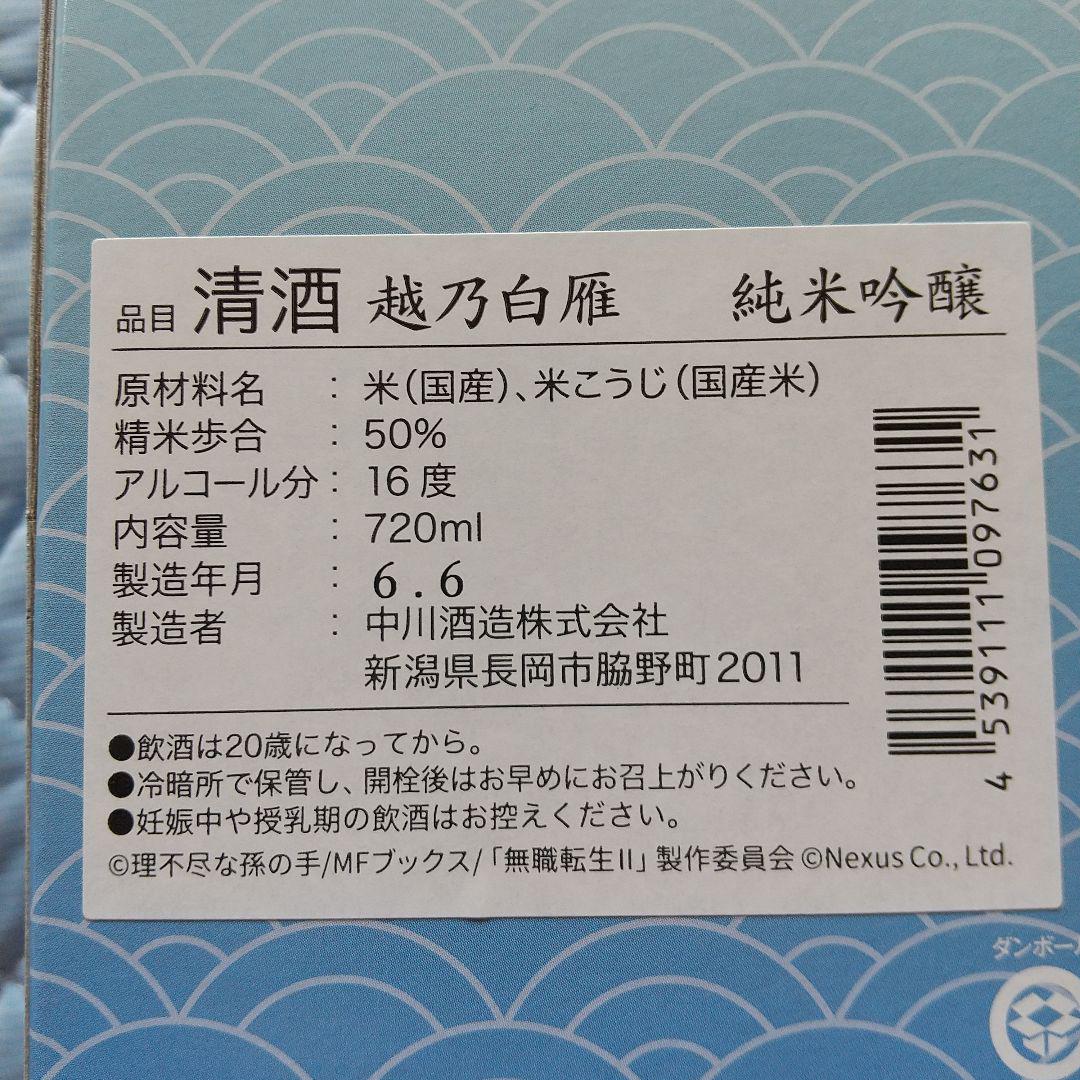 品目 清酒 越乃白雁 純米吟醸
原材料名 : 米(国産)、米こうじ(国産米)
精米歩合 : 50%
アルコール分 : 16度
内容量 : 720ml
製造年月 : 6.6
製造者 : 中川酒造株式会社
新潟県長岡市脇野町2011
●飲酒は20歳になってから。
●冷暗所で保管し、開栓後はお早めにお召上がりください。
●妊娠中や授乳期の飲酒はお控えください。
©理不尽な孫の手/MFブックス/「無職転生II」製作委員会 ©Nexus Co., Ltd.
4 539111 097631
ダンボール